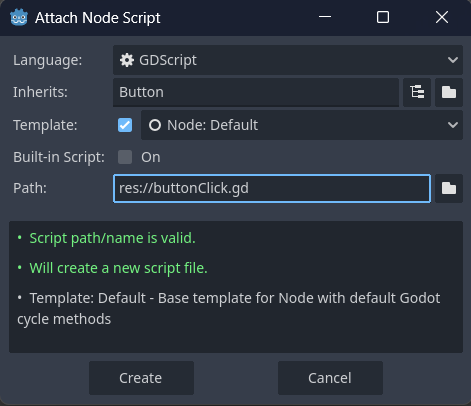 Attach Node Script
Language: GDScript
Inherits: Button
Template: Node: Default
Built-in Script: On
Path: res://buttonClick.gd
• Script path/name is valid.
• Will create a new script file.
• Template: Default - Base template for Node with default Godot
cycle methods
Create Cancel